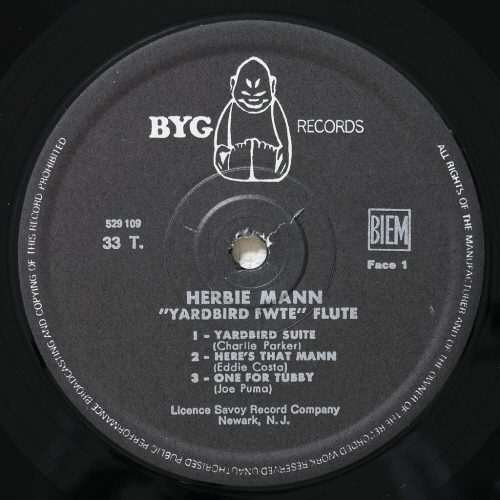 BYG RECORDS
529 109
33 T.
BIEM
Face 1
HERBIE MANN
"YARDBIRD FWTE" FLUTE
1 - YARDBIRD SUITE
(Charlie Parker)
2 - HERE'S THAT MANN
(Eddie Costa)
3 - ONE FOR TUBBY
(Joe Puma)
Licence Savoy Record Company
Newark, N.J.
ALL RIGHTS OF THE MANUFACTURER AND OF THE OWNER OF THE RECORDED WORK RESERVED UNAUTHORISED PUBLIC PERFORMANCE BROADCASTING AND COPYING OF THIS RECORD PROHIBITED